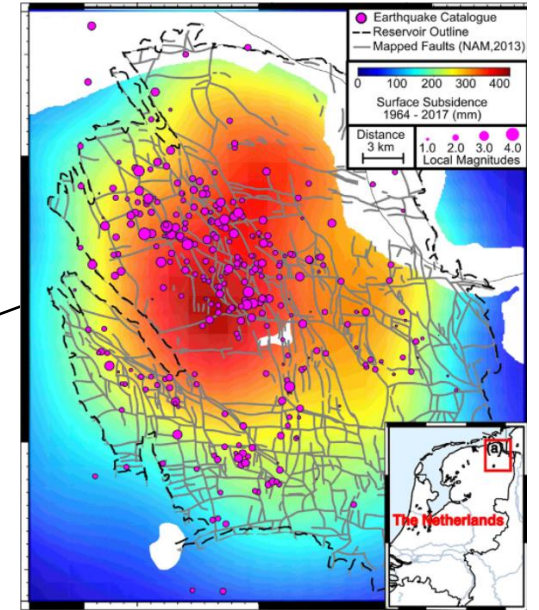 Earthquake Catalogue
Reservoir Outline
Mapped Faults (NAM,2013)
0 100 200 300 400
Surface Subsidence
1964 - 2017 (mm)
Distance
3 km
1.0 2.0 3.0 4.0
Local Magnitudes
(a)
The Netherlands